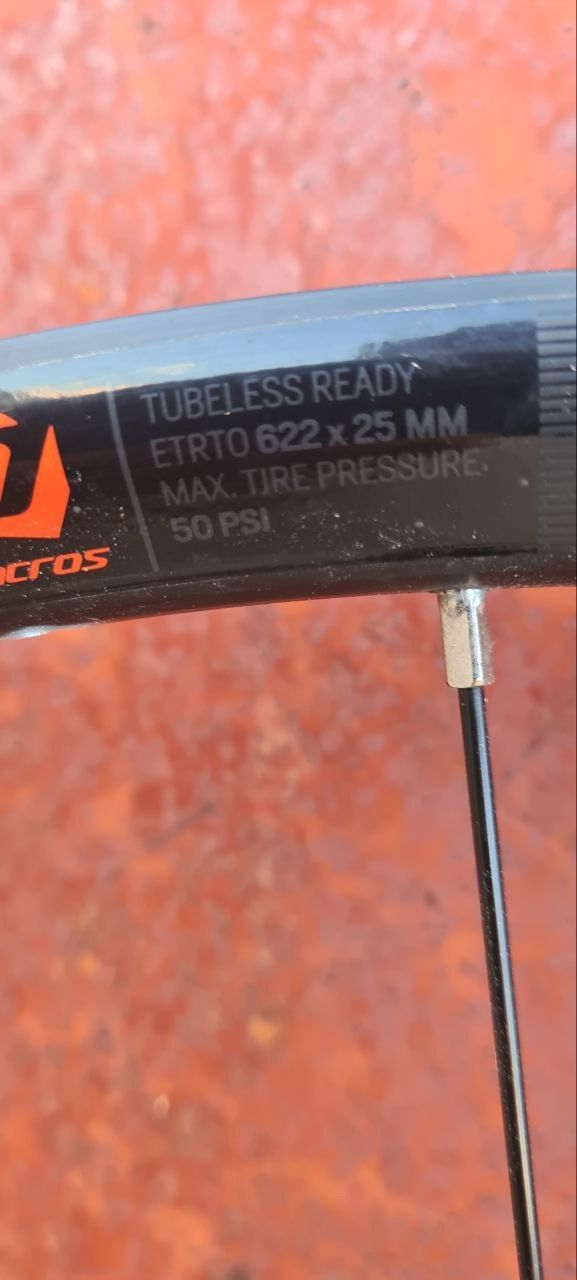 TUBELESS READY
ETRTO 622 x 25 MM
MAX. TIRE PRESSURE
50 PSI